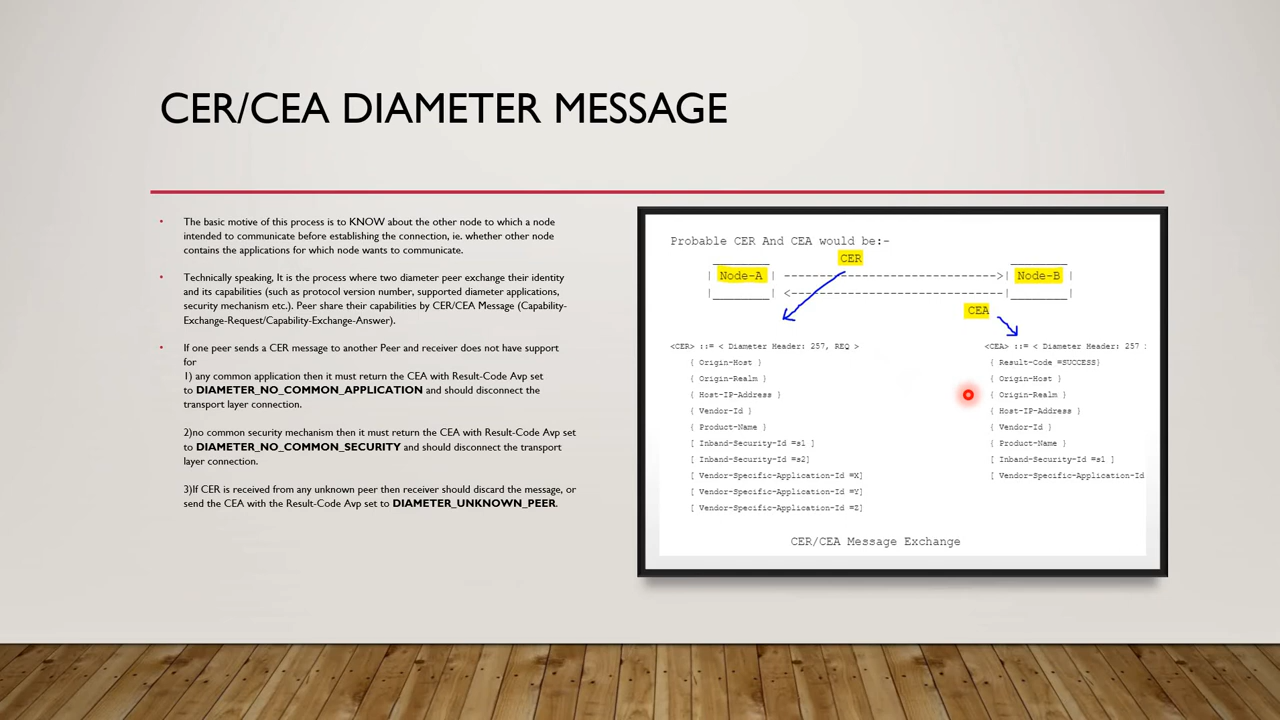 CER/CEA DIAMETER MESSAGE
• The basic motive of this process is to KNOW about the other node to which a node
intended to communicate before establishing the connection, ie. whether other node
contains the applications for which node wants to communicate.
• Technically speaking, It is the process where two diameter peer exchange their identity
and its capabilities (such as protocol version number, supported diameter applications,
security mechanism etc.). Peer share their capabilities by CER/CEA Message (Capability-
Exchange-Request/Capability-Exchange-Answer).
• If one peer sends a CER message to another Peer and receiver does not have support
for
1) any common application then it must return the CEA with Result-Code Avp set
to DIAMETER_NO_COMMON_APPLICATION and should disconnect the
transport layer connection.
2)no common security mechanism then it must return the CEA with Result-Code Avp set
to DIAMETER_NO_COMMON_SECURITY and should disconnect the transport
layer connection.
3)If CER is received from any unknown peer then receiver should discard the message, or
send the CEA with the Result-Code Avp set to DIAMETER_UNKNOWN_PEER.
Probable CER And CEA would be:-
CER
| Node-A | --------------------------->| Node-B |
|________| <---------------------------|________|
CEA
<CER> ::= < Diameter Header: 257, REQ >
{ Origin-Host }
{ Origin-Realm }
{ Host-IP-Address }
{ Vendor-Id }
{ Product-Name }
[ Inband-Security-Id =s1 ]
[ Inband-Security-Id =s2]
[ Vendor-Specific-Application-Id =X]
[ Vendor-Specific-Application-Id =Y]
[ Vendor-Specific-Application-Id =Z]
<CEA> ::= < Diameter Header: 257 :
{ Result-Code =SUCCESS}
{ Origin-Host }
{ Origin-Realm }
{ Host-IP-Address }
{ Vendor-Id }
{ Product-Name }
[ Inband-Security-Id =s1 ]
[ Vendor-Specific-Application-Id
CER/CEA Message Exchange